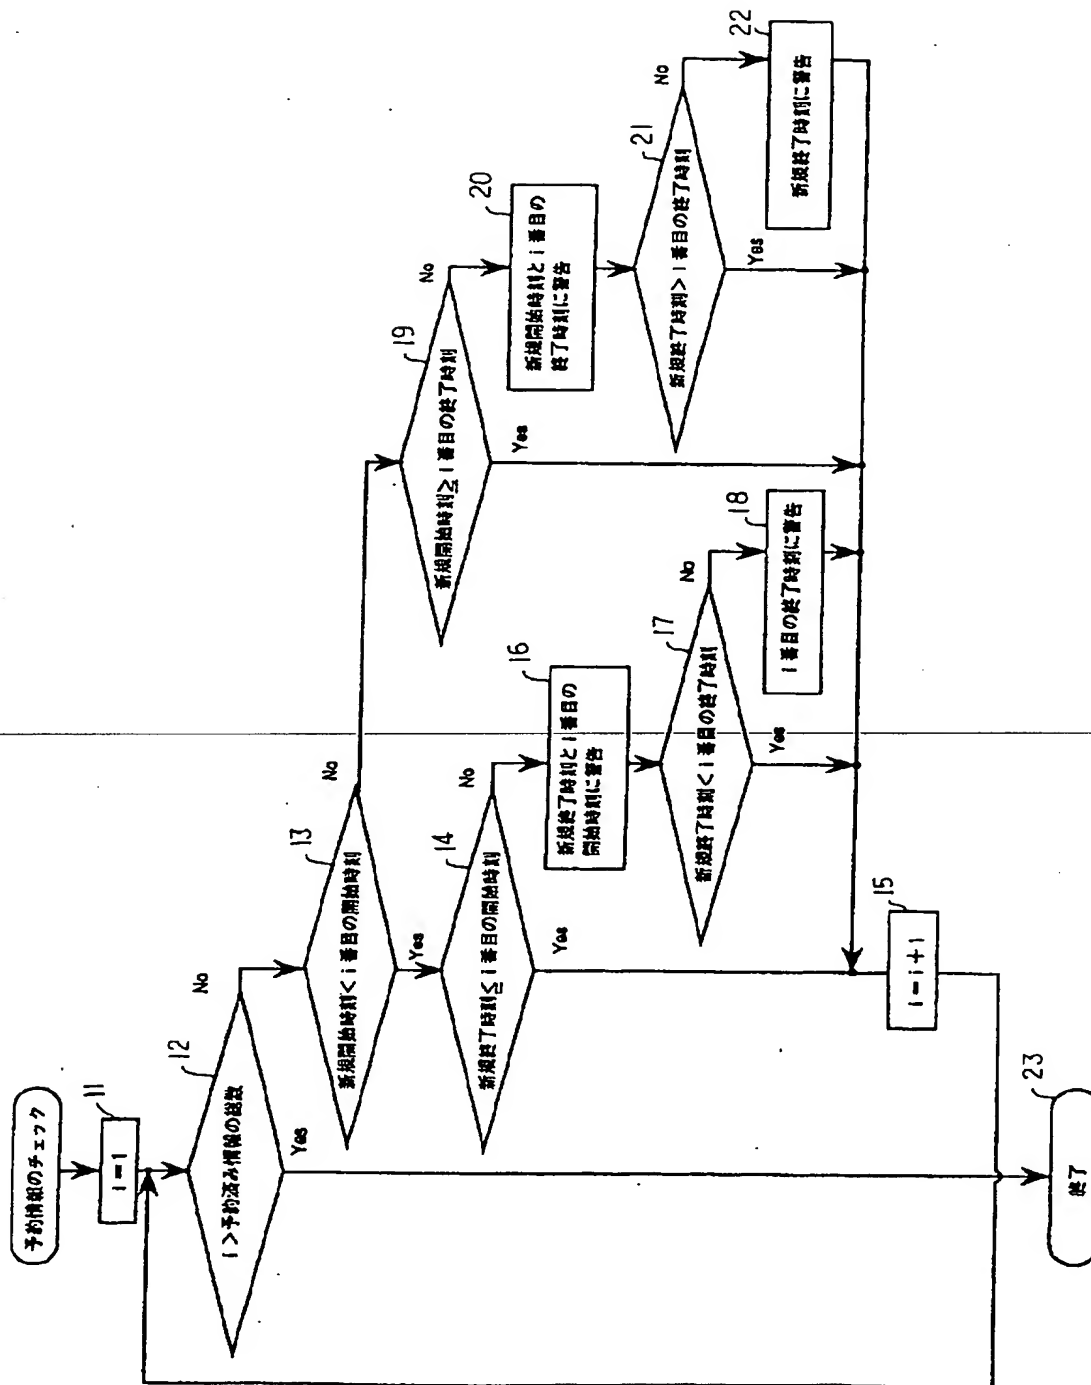 予約情報のチェック
11
i=1
12
i>予約済み情報の総数
No
Yes
13
新規開始時刻<i番目の開始時刻
No
Yes
14
新規終了時刻≦i番目の開始時刻
No
Yes
16
新規終了時刻とi番目の
開始時刻に警告
17
新規終了時刻<i番目の終了時刻
No
Yes
18
i番目の終了時刻に警告
19
新規開始時刻≧i番目の終了時刻
No
Yes
20
新規開始時刻とi番目の
終了時刻に警告
21
新規終了時刻>i番目の終了時刻
No
Yes
22
新規終了時刻に警告
15
i=i+1
23
終了